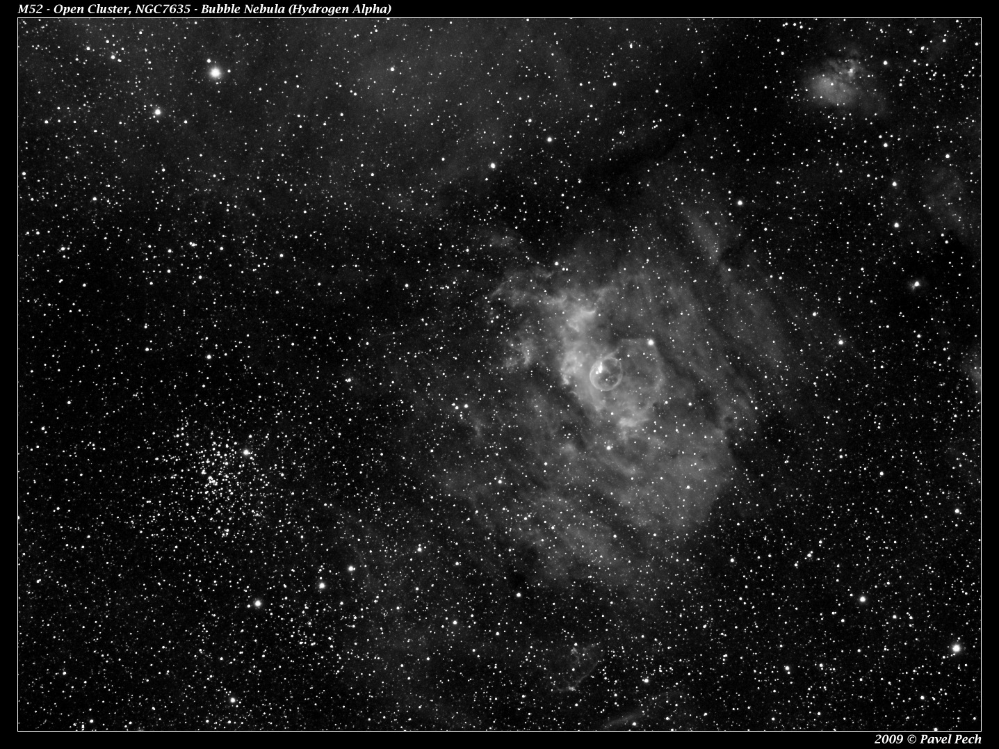 M52 - Open Cluster, NGC7635 - Bubble Nebula (Hydrogen Alpha)
2009 © Pavel Pech